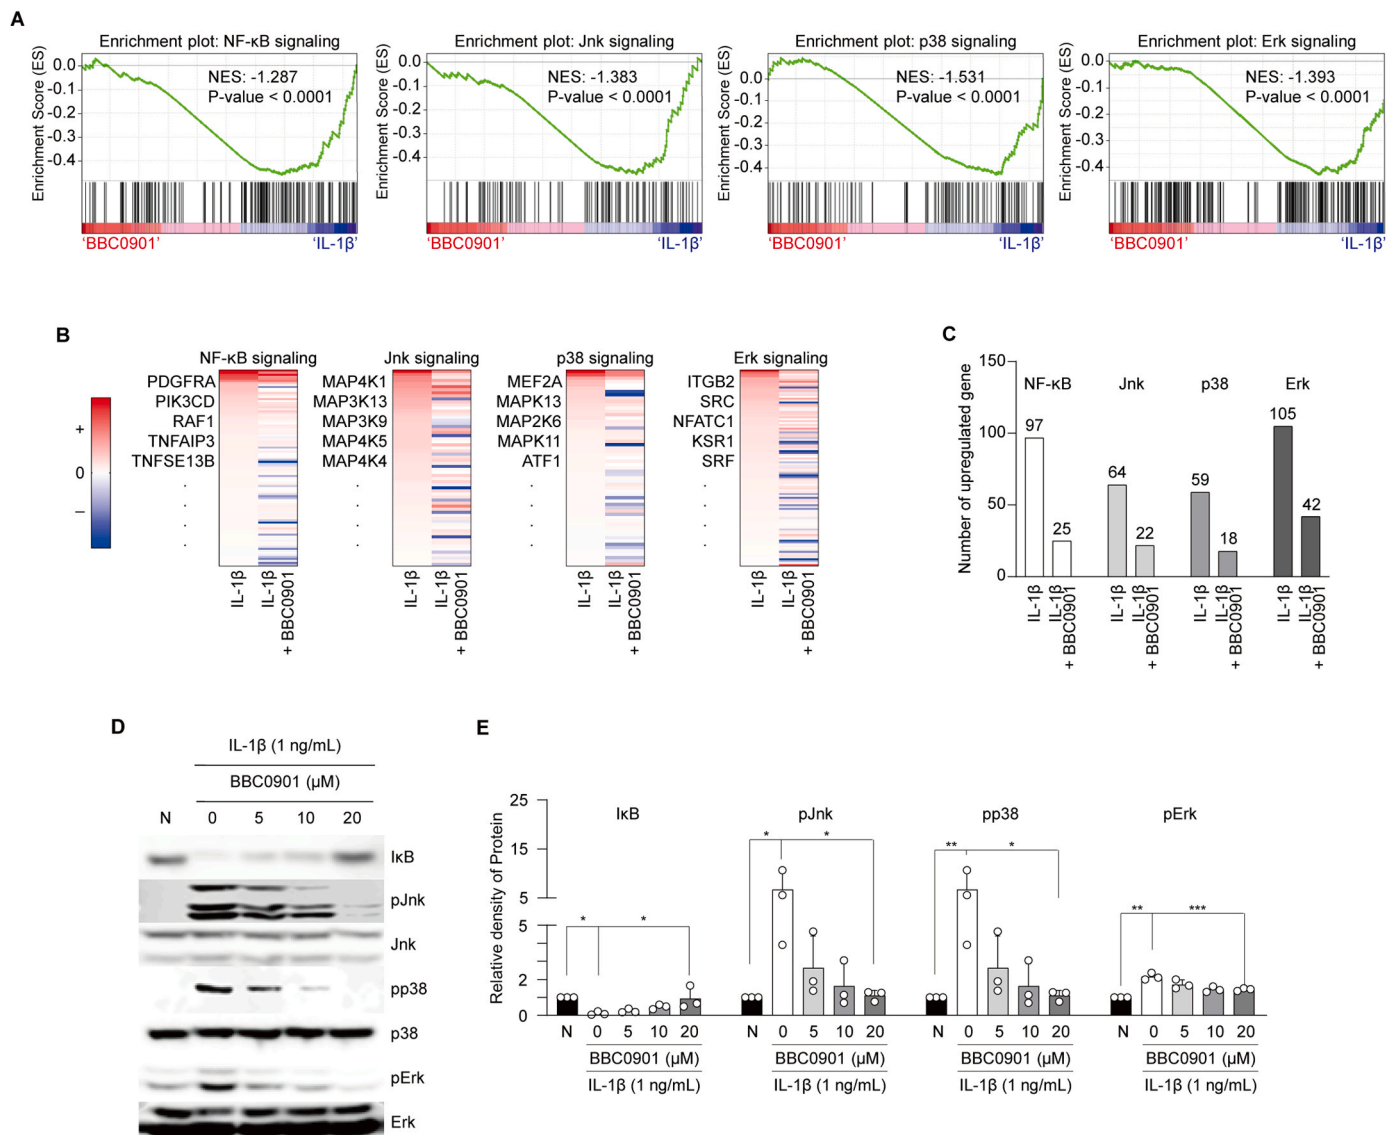 A
Enrichment plot: NF-κB signaling
Enrichment Score (ES)
0.0
-0.1
-0.2
-0.3
-0.4
NES: -1.287
P-value < 0.0001
'BBC0901'
'IL-1β'
Enrichment plot: Jnk signaling
Enrichment Score (ES)
0.0
-0.1
-0.2
-0.3
-0.4
NES: -1.383
P-value < 0.0001
'BBC0901'
'IL-1β'
Enrichment plot: p38 signaling
Enrichment Score (ES)
0.0
-0.1
-0.2
-0.3
-0.4
NES: -1.531
P-value < 0.0001
'BBC0901'
'IL-1β'
Enrichment plot: Erk signaling
Enrichment Score (ES)
0.0
-0.1
-0.2
-0.3
-0.4
NES: -1.393
P-value < 0.0001
'BBC0901'
'IL-1β'
B
+
0
–
NF-κB signaling
PDGFRA
PIK3CD
RAF1
TNFAIP3
TNFSE13B
.
.
.
.
IL-1β
IL-1β
+ BBC0901
Jnk signaling
MAP4K1
MAP3K13
MAP3K9
MAP4K5
MAP4K4
.
.
.
.
IL-1β
IL-1β
+ BBC0901
p38 signaling
MEF2A
MAPK13
MAP2K6
MAPK11
ATF1
.
.
.
.
IL-1β
IL-1β
+ BBC0901
Erk signaling
ITGB2
SRC
NFATC1
KSR1
SRF
.
.
.
.
IL-1β
IL-1β
+ BBC0901
C
Number of upregulated gene
150
100
50
0
NF-κB
Jnk
p38
Erk
97
25
64
22
59
18
105
42
IL-1β
IL-1β
+ BBC0901
IL-1β
IL-1β
+ BBC0901
IL-1β
IL-1β
+ BBC0901
IL-1β
IL-1β
+ BBC0901
D
IL-1β (1 ng/mL)
BBC0901 (μM)
N 0 5 10 20
IκB
pJnk
Jnk
pp38
p38
pErk
Erk
E
Relative density of Protein
25
15
5
5
2
0
IκB
pJnk
pp38
pErk
* *
* *
** *
** ***
N 0 5 10 20
BBC0901 (μM)
IL-1β (1 ng/mL)
N 0 5 10 20
BBC0901 (μM)
IL-1β (1 ng/mL)
N 0 5 10 20
BBC0901 (μM)
IL-1β (1 ng/mL)
N 0 5 10 20
BBC0901 (μM)
IL-1β (1 ng/mL)